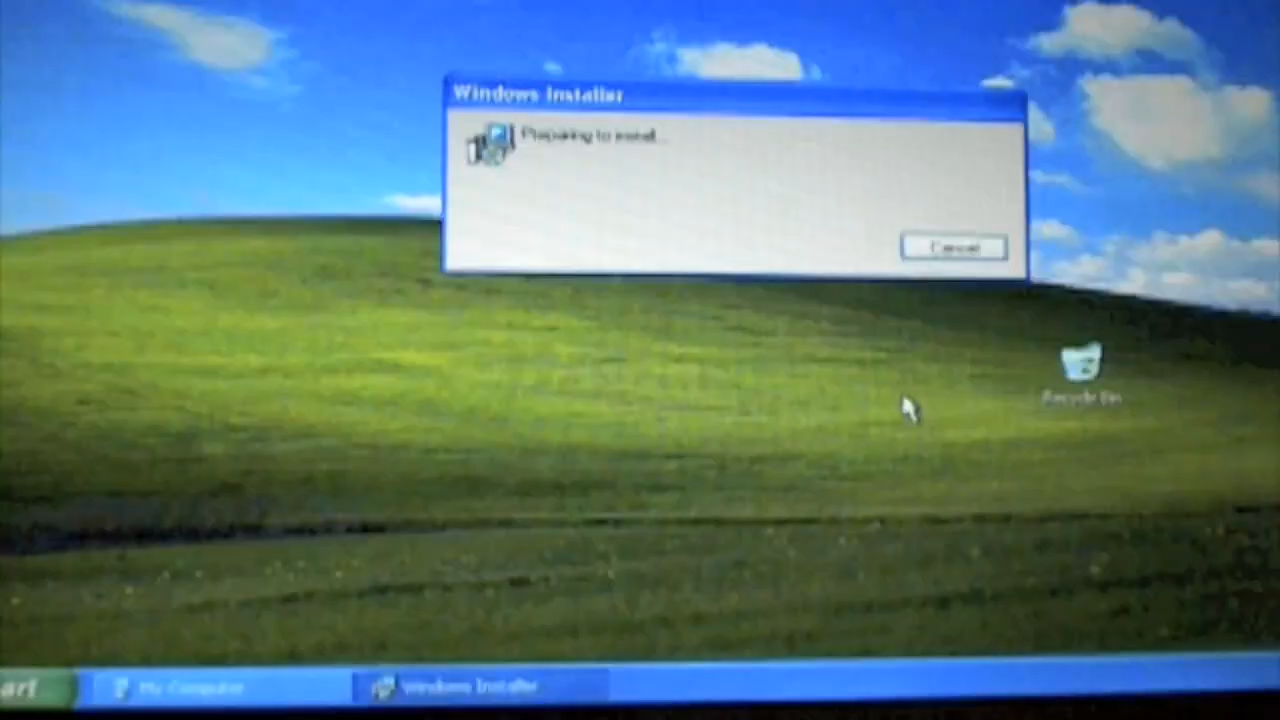 Windows Installer
Preparing to install...
Cancel
Recycle Bin
art
My Computer
Windows Installer